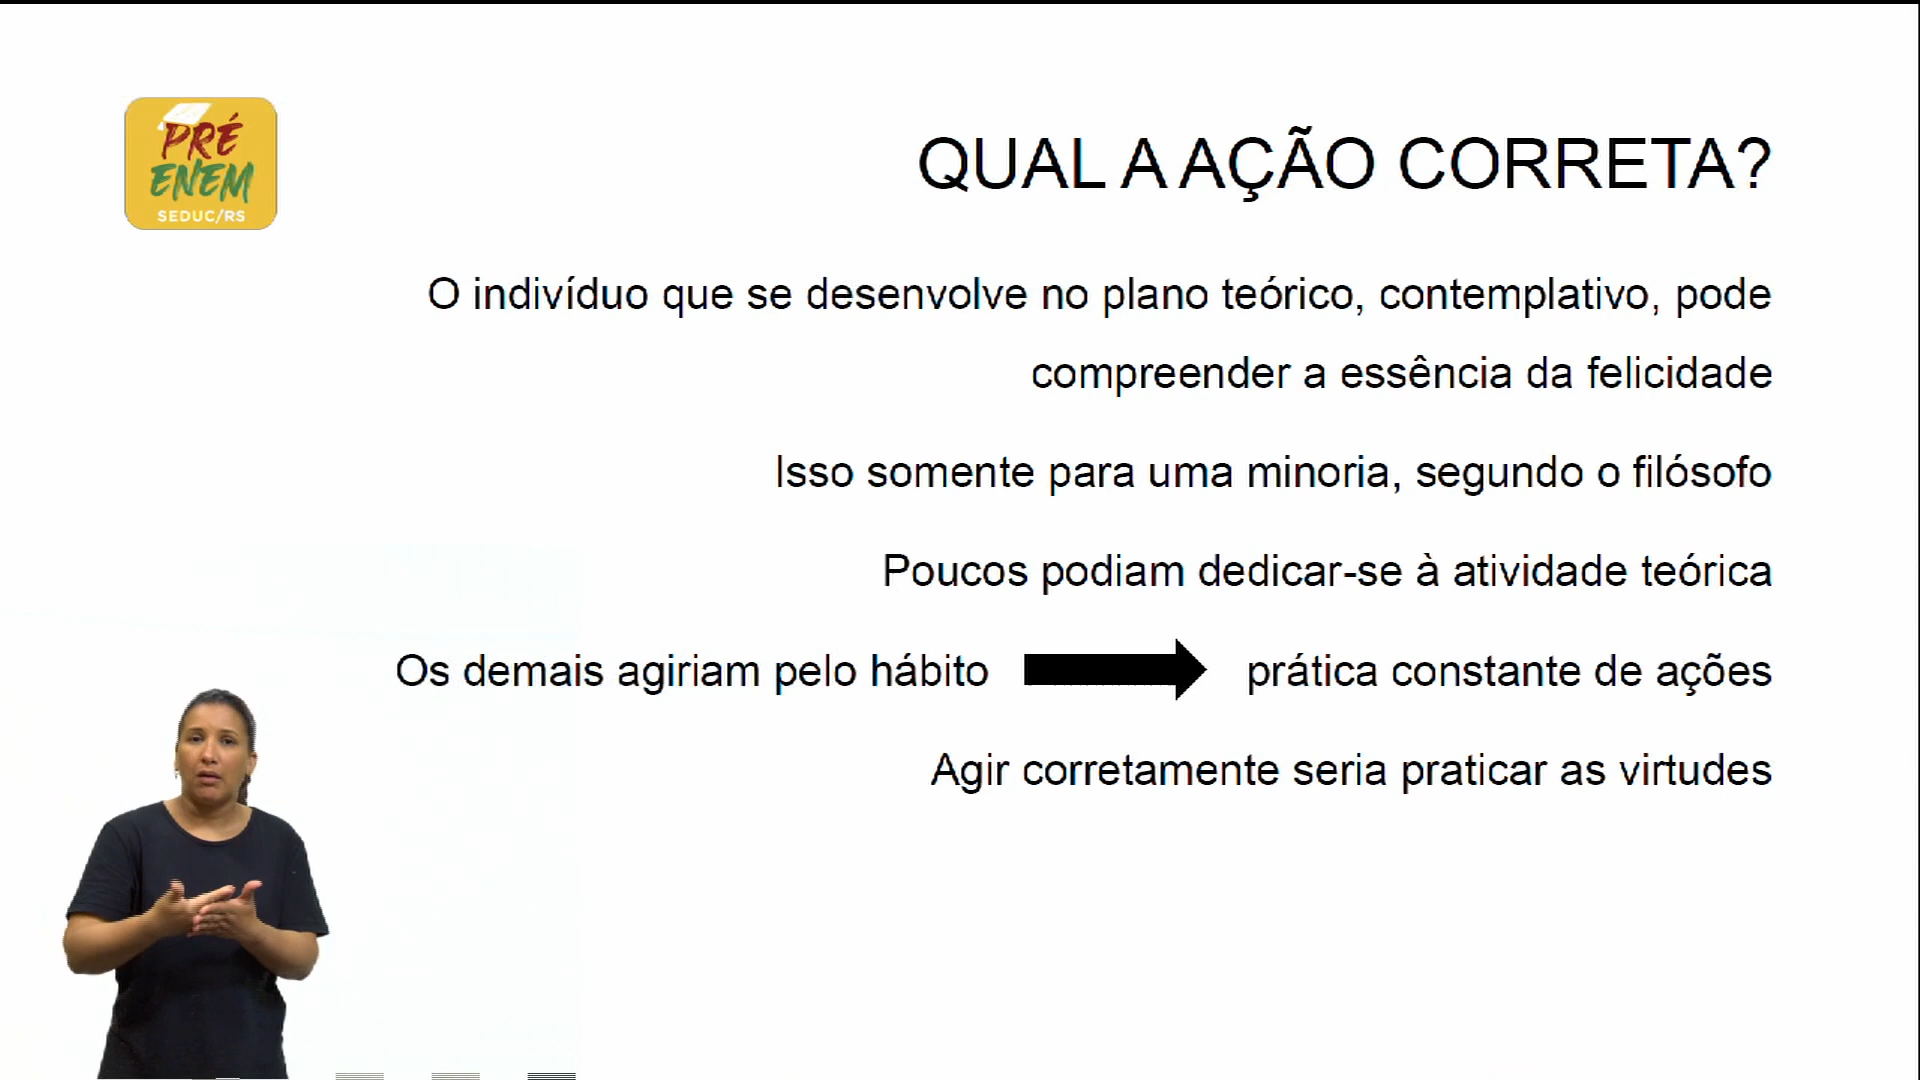 PRÉ
ENEM
SEDUC/RS
QUAL A AÇÃO CORRETA?
O indivíduo que se desenvolve no plano teórico, contemplativo, pode
compreender a essência da felicidade
Isso somente para uma minoria, segundo o filósofo
Poucos podiam dedicar-se à atividade teórica
Os demais agiriam pelo hábito prática constante de ações
Agir corretamente seria praticar as virtudes